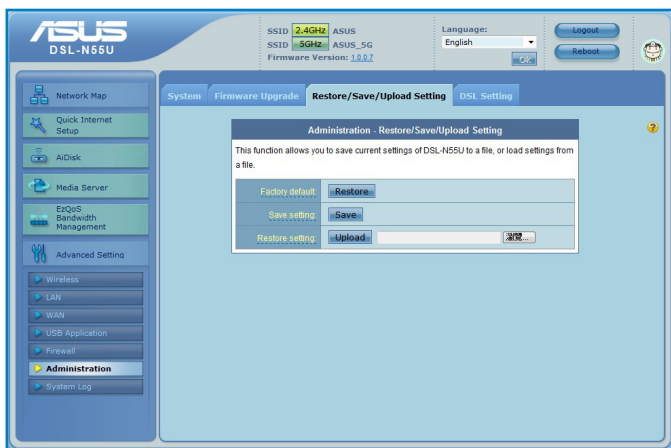 ASUS
DSL-N55U
SSID 2.4GHz ASUS
SSID 5GHz ASUS_5G
Firmware Version: 1.0.0.7
Language:
English
Ok
Logout
Reboot
Network Map
Quick Internet
Setup
AiDisk
Media Server
EzQoS
Bandwidth
Management
Advanced Setting
Wireless
LAN
WAN
USB Application
Firewall
Administration
System Log
System
Firmware Upgrade
Restore/Save/Upload Setting
DSL Setting
Administration - Restore/Save/Upload Setting
This function allows you to save current settings of DSL-N55U to a file, or load settings from
a file.
Factory default: Restore
Save setting: Save
Restore setting: Upload